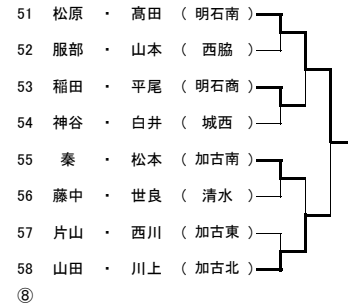 51 松原 ・ 髙田 ( 明石南 )
52 服部 ・ 山本 ( 西脇 )
53 稲田 ・ 平尾 ( 明石商 )
54 神谷 ・ 白井 ( 城西 )
55 秦 ・ 松本 ( 加古南 )
56 藤中 ・ 世良 ( 清水 )
57 片山 ・ 西川 ( 加古東 )
58 山田 ・ 川上 ( 加古北 )
⑧